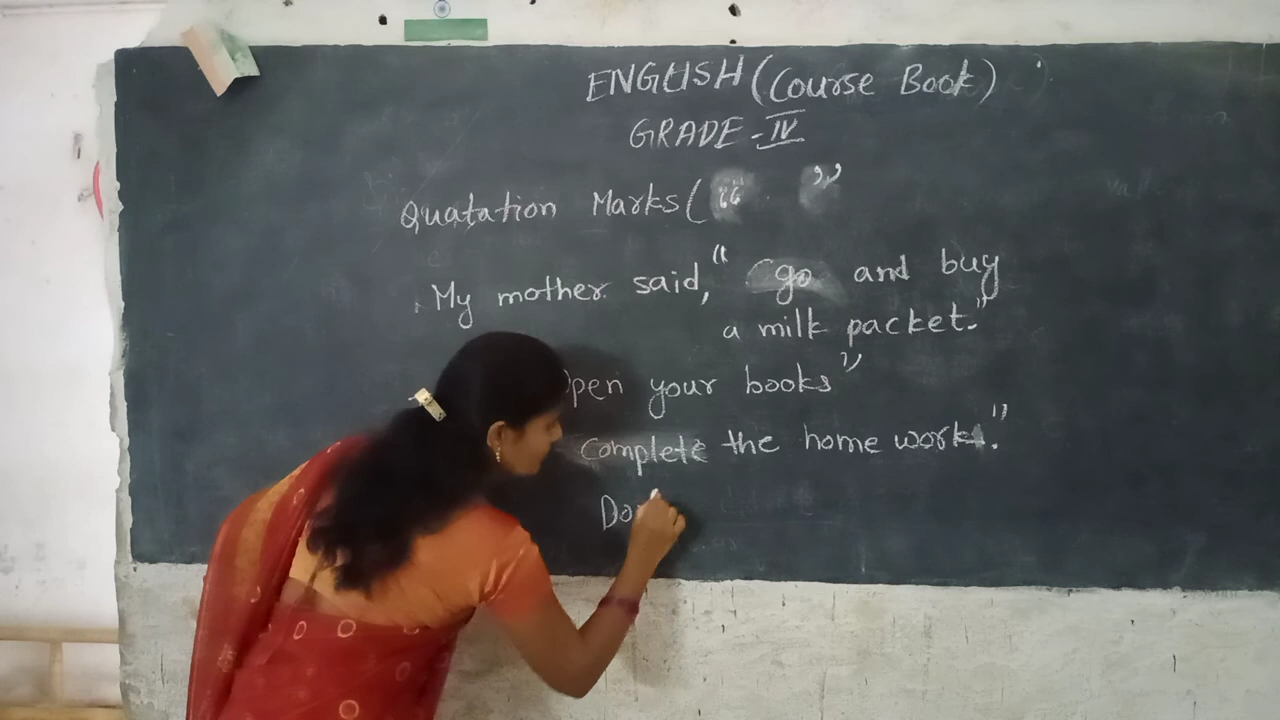 ENGLISH (Course Book)
GRADE - IV
Quatation Marks (“ ”
My mother said, “ go and buy
a milk packet.”
Open your books”
complete the home work.”
Do